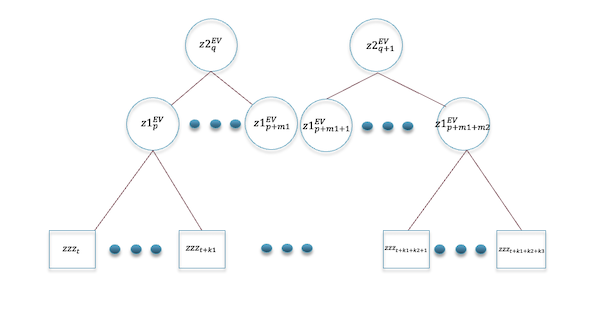 z2_q^{EV} z2_{q+1}^{EV}
z1_p^{EV} z1_{p+m1}^{EV} z1_{p+m1+1}^{EV} z1_{p+m1+m2}^{EV}
zzz_t zzz_{t+k1} zzz_{t+k1+k2+1} zzz_{t+k1+k2+k3}